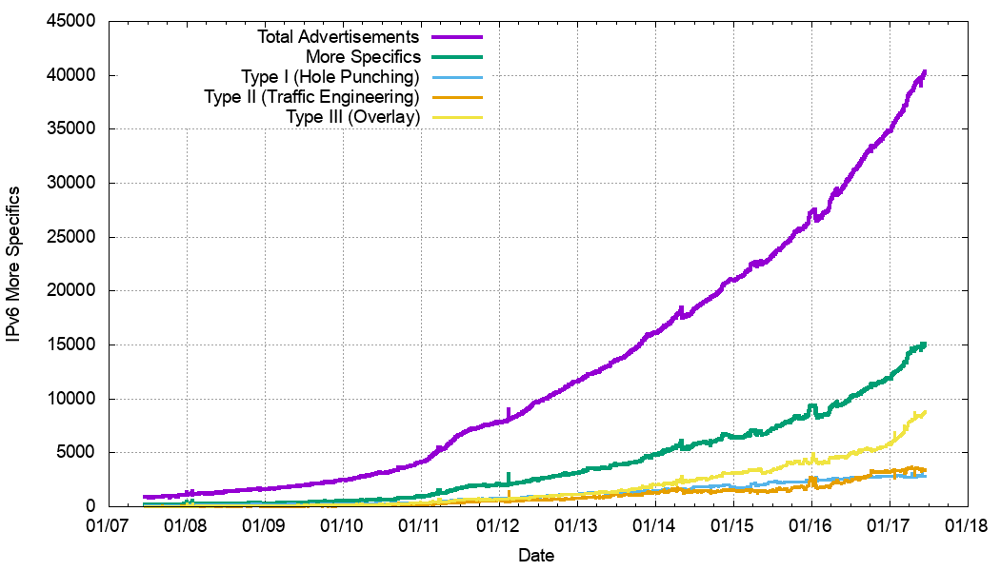 45000
40000
35000
30000
25000
20000
15000
10000
5000
0
IPv6 More Specifics
Total Advertisements
More Specifics
Type I (Hole Punching)
Type II (Traffic Engineering)
Type III (Overlay)
01/07 01/08 01/09 01/10 01/11 01/12 01/13 01/14 01/15 01/16 01/17 01/18
Date